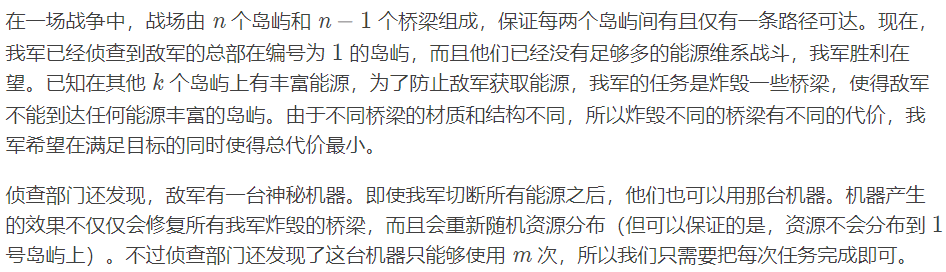 在一场战争中，战场由 n 个岛屿和 n − 1 个桥梁组成，保证每两个岛屿间有且仅有一条路径可达。现在，
我军已经侦查到敌军的总部在编号为 1 的岛屿，而且他们已经没有足够多的能源维系战斗，我军胜利在
望。已知在其他 k 个岛屿上有丰富能源，为了防止敌军获取能源，我军的任务是炸毁一些桥梁，使得敌军
不能到达任何能源丰富的岛屿。由于不同桥梁的材质和结构不同，所以炸毁不同的桥梁有不同的代价，我
军希望在满足目标的同时使得总代价最小。
侦查部门还发现，敌军有一台神秘机器。即使我军切断所有能源之后，他们也可以用那台机器。机器产生
的效果不仅仅会修复所有我军炸毁的桥梁，而且会重新随机资源分布（但可以保证的是，资源不会分布到 1
号岛屿上）。不过侦查部门还发现了这台机器只能够使用 m 次，所以我们只需要把每次任务完成即可。